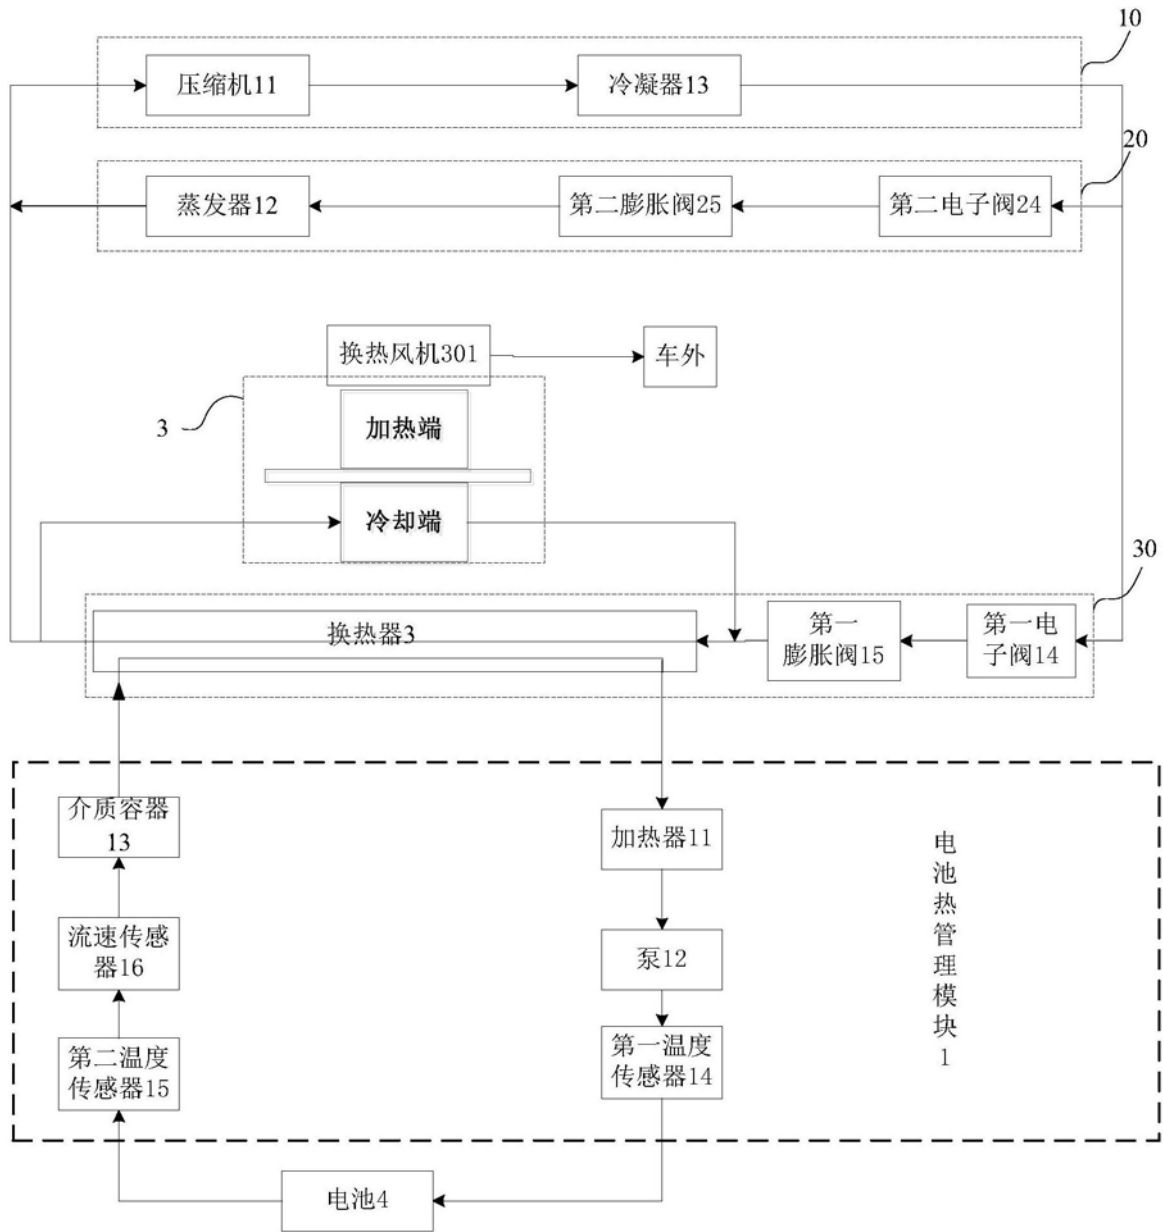 10
压缩机11
冷凝器13
20
蒸发器12
第二膨胀阀25
第二电子阀24
换热风机301
车外
3
加热端
冷却端
30
换热器3
第一
膨胀阀15
第一电
子阀14
介质容器
13
加热器11
流速传感
器16
泵12
第二温度
传感器15
第一温度
传感器14
电池热管理模块1
电池4